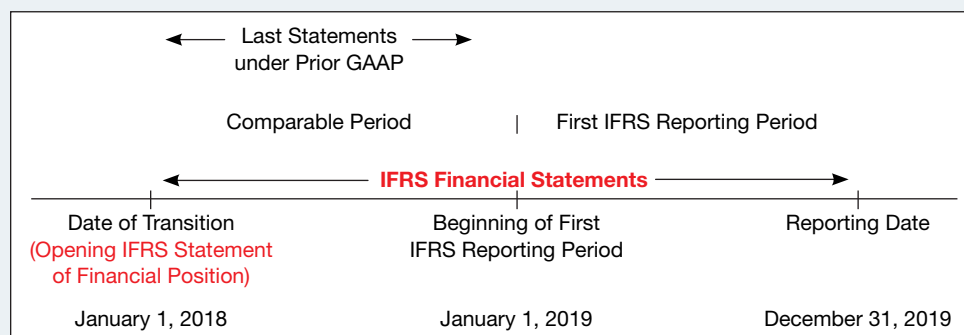 Last Statements
under Prior GAAP
Comparable Period
First IFRS Reporting Period
IFRS Financial Statements
Date of Transition
(Opening IFRS Statement
of Financial Position)
Beginning of First
IFRS Reporting Period
Reporting Date
January 1, 2018
January 1, 2019
December 31, 2019